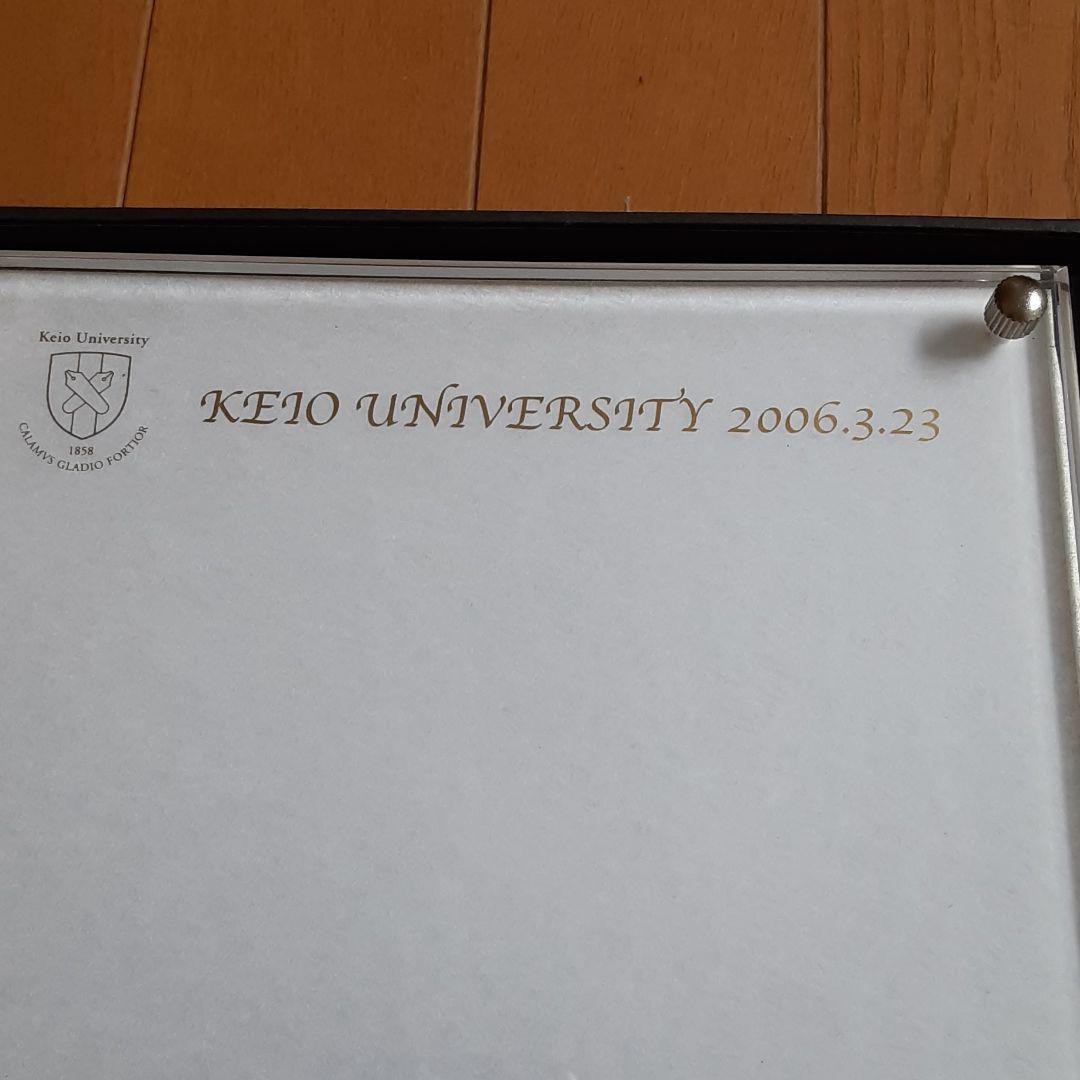 Keio University
1858
CALAMVS GLADIO FORTIOR
KEIO UNIVERSITY 2006.3.23